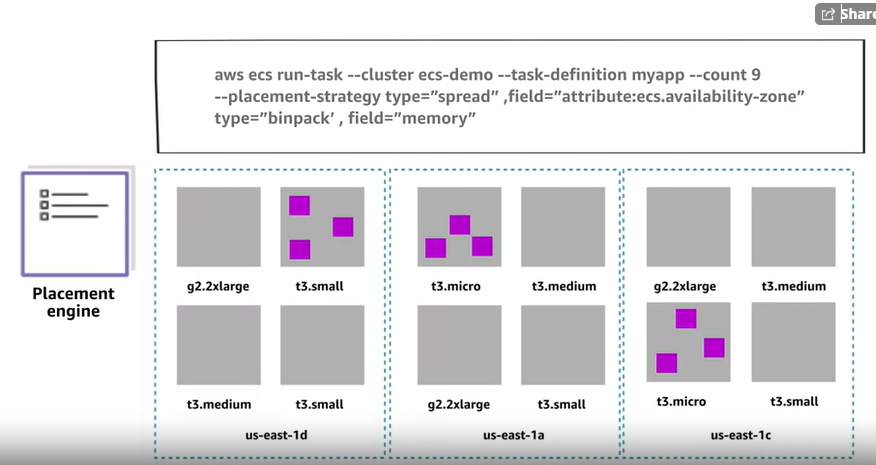 Share
aws ecs run-task --cluster ecs-demo --task-definition myapp --count 9
--placement-strategy type=”spread” ,field=”attribute:ecs.availability-zone”
type=”binpack’ , field=”memory”
Placement
engine
g2.2xlarge
t3.small
t3.micro
t3.medium
g2.2xlarge
t3.medium
t3.medium
t3.small
g2.2xlarge
t3.small
t3.micro
t3.small
us-east-1d
us-east-1a
us-east-1c